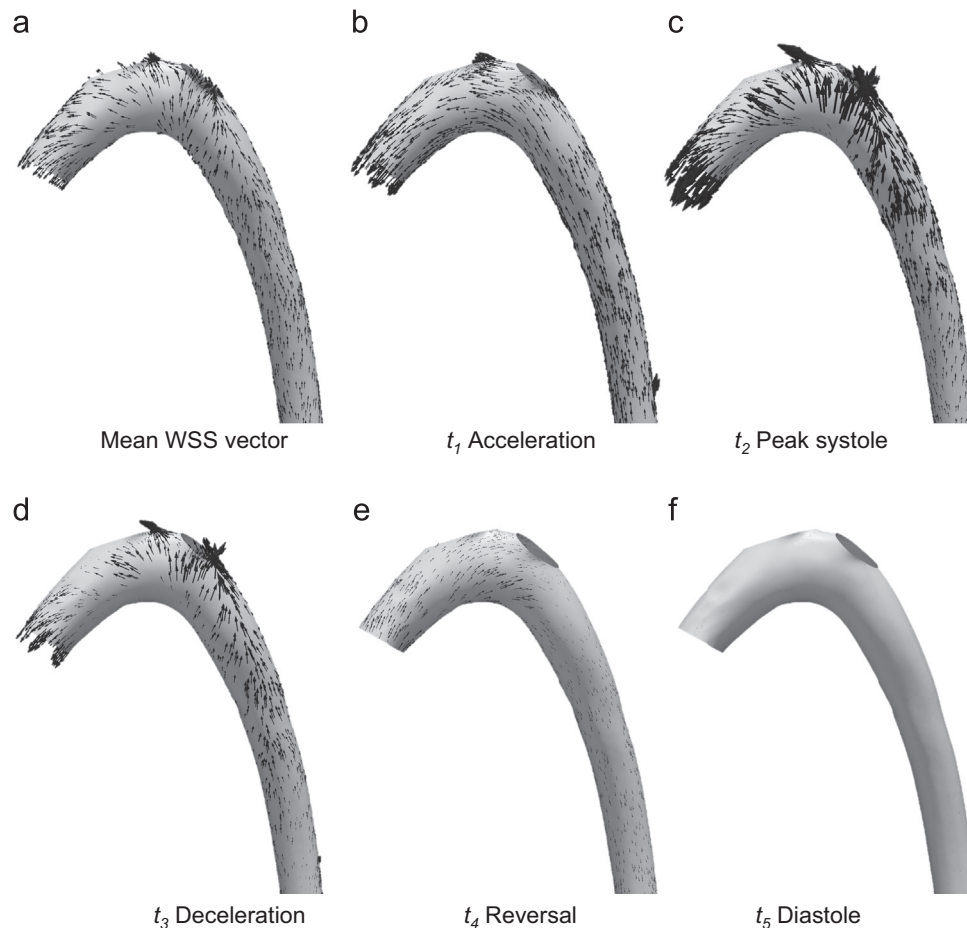 a
b
c
Mean WSS vector
t₁ Acceleration
t₂ Peak systole
d
e
f
t₃ Deceleration
t₄ Reversal
t₅ Diastole